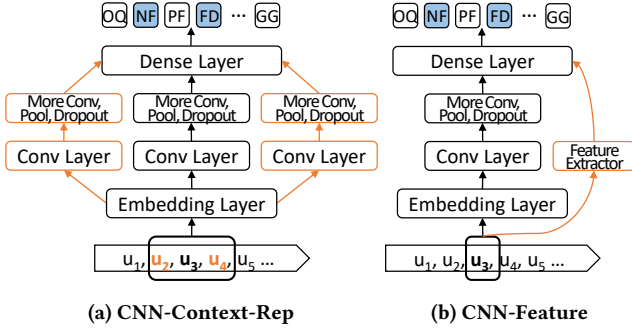 OQ NF PF FD ... GG
Dense Layer
More Conv, Pool, Dropout
More Conv, Pool, Dropout
More Conv, Pool, Dropout
Conv Layer
Conv Layer
Conv Layer
Embedding Layer
u1, u2, u3, u4, u5 ...
(a) CNN-Context-Rep
OQ NF PF FD ... GG
Dense Layer
More Conv,
Pool, Dropout
Conv Layer
Feature
Extractor
Embedding Layer
u1, u2, u3, u4, u5 ...
(b) CNN-Feature